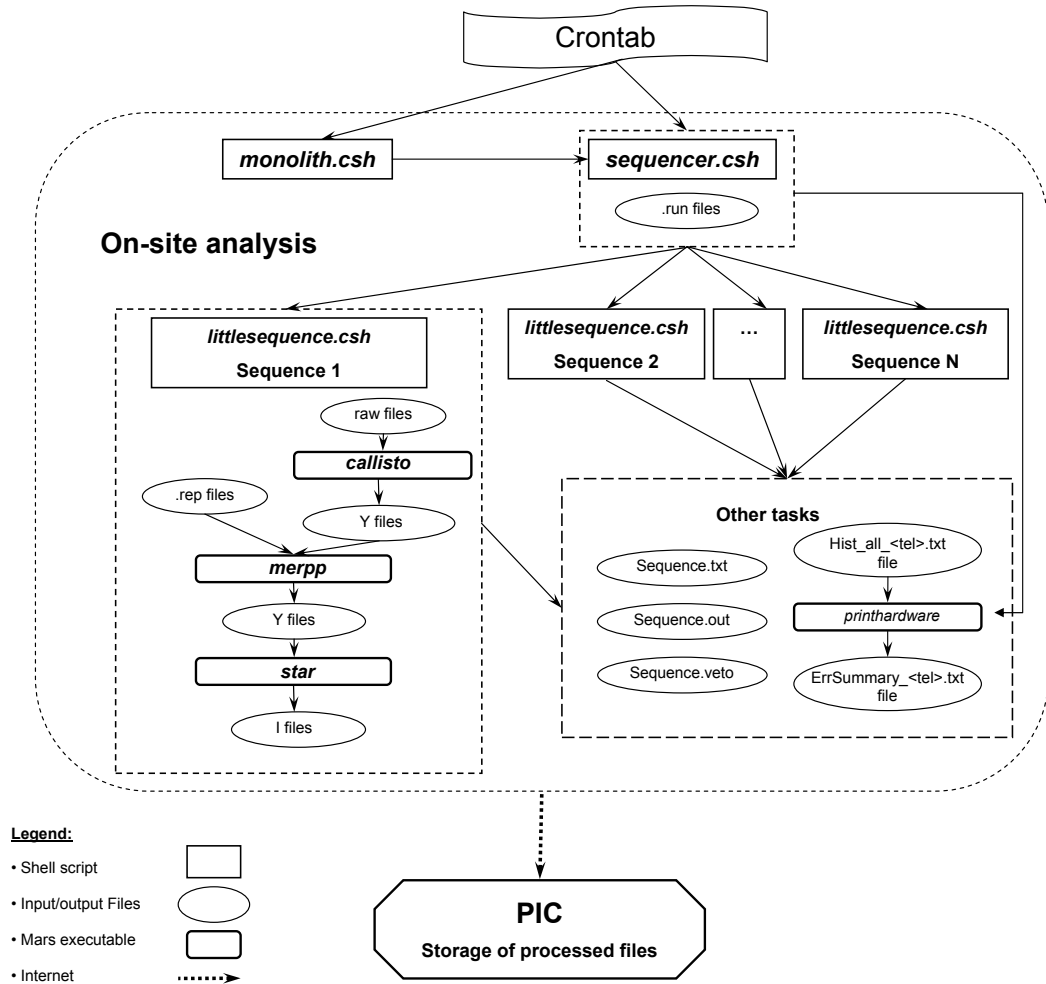 Crontab
monolith.csh
sequencer.csh
.run files
On-site analysis
littlesequence.csh
Sequence 1
littlesequence.csh
Sequence 2
...
littlesequence.csh
Sequence N
raw files
callisto
.rep files
Y files
merpp
Y files
star
I files
Other tasks
Sequence.txt
Sequence.out
Sequence.veto
Hist_all_<tel>.txt
file
printhardware
ErrSummary_<tel>.txt
file
Legend:
• Shell script
• Input/output Files
• Mars executable
• Internet
PIC
Storage of processed files